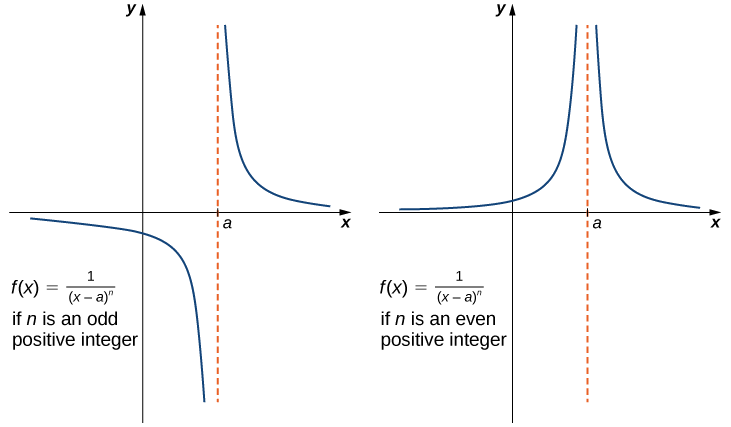 y
x
a
f(x) = 1/(x – a)ⁿ
if n is an odd
positive integer
y
x
a
f(x) = 1/(x – a)ⁿ
if n is an even
positive integer